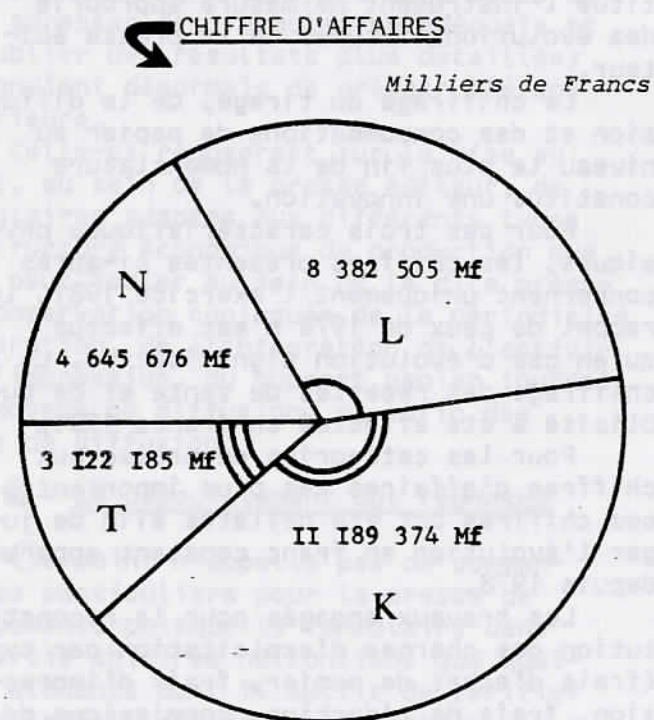 CHIFFRE D'AFFAIRES
Milliers de Francs
N
8 382 505 Mf
L
4 645 676 Mf
3 I22 I85 Mf
T
II I89 374 Mf
K